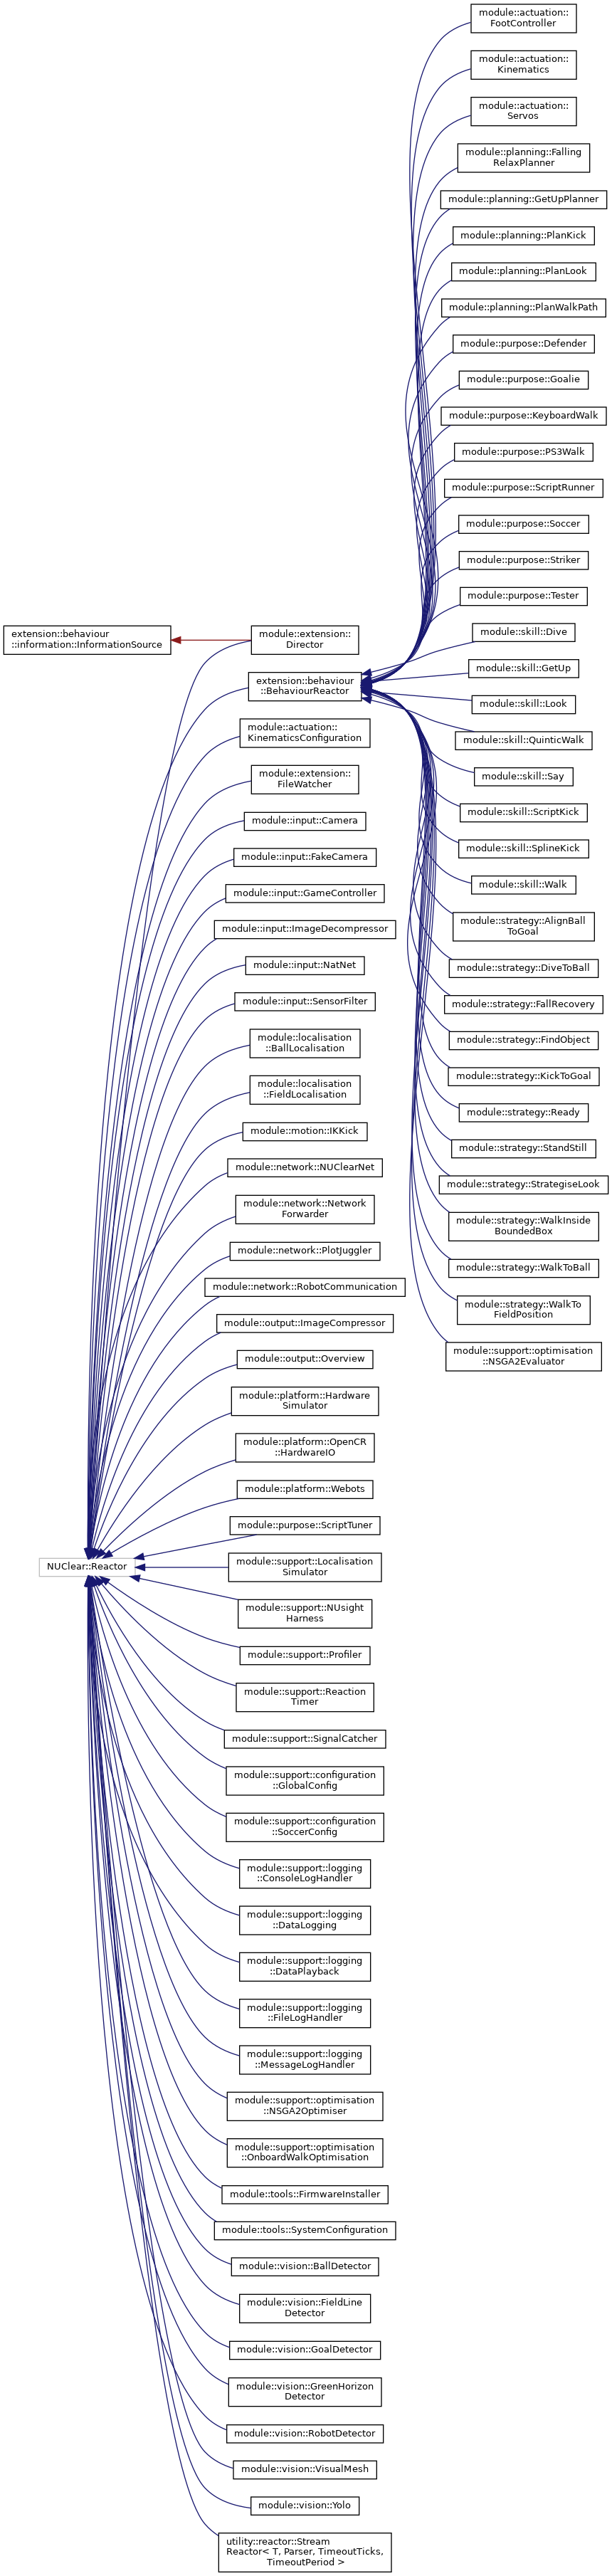 module::actuation::
FootController
module::actuation::
Kinematics
module::actuation::
Servos
module::planning::Falling
RelaxPlanner
module::planning::GetUpPlanner
module::planning::PlanKick
module::planning::PlanLook
module::planning::PlanWalkPath
module::purpose::Defender
module::purpose::Goalie
module::purpose::KeyboardWalk
module::purpose::PS3Walk
module::purpose::ScriptRunner
module::purpose::Soccer
module::purpose::Striker
module::purpose::Tester
module::skill::Dive
module::skill::GetUp
module::skill::Look
module::skill::QuinticWalk
module::skill::Say
module::skill::ScriptKick
module::skill::SplineKick
module::skill::Walk
module::strategy::AlignBall
ToGoal
module::strategy::DiveToBall
module::strategy::FallRecovery
module::strategy::FindObject
module::strategy::KickToGoal
module::strategy::Ready
module::strategy::StandStill
module::strategy::StrategiseLook
module::strategy::WalkInside
BoundedBox
module::strategy::WalkToBall
module::strategy::WalkTo
FieldPosition
module::support::optimisation
::NSGA2Evaluator
extension::behaviour
::information::InformationSource
module::extension::
Director
extension::behaviour
::BehaviourReactor
module::actuation::
KinematicsConfiguration
module::extension::
FileWatcher
module::input::Camera
module::input::FakeCamera
module::input::GameController
module::input::ImageDecompressor
module::input::NatNet
module::input::SensorFilter
module::localisation
::BallLocalisation
module::localisation
::FieldLocalisation
module::motion::IKKick
module::network::NUClearNet
module::network::Network
Forwarder
module::network::PlotJuggler
module::network::RobotCommunication
module::output::ImageCompressor
module::output::Overview
module::platform::Hardware
Simulator
module::platform::OpenCR
::HardwareIO
module::platform::Webots
module::purpose::ScriptTuner
NUClear::Reactor
module::support::Localisation
Simulator
module::support::NUsight
Harness
module::support::Profiler
module::support::Reaction
Timer
module::support::SignalCatcher
module::support::configuration
::GlobalConfig
module::support::configuration
::SoccerConfig
module::support::logging
::ConsoleLogHandler
module::support::logging
::DataLogging
module::support::logging
::DataPlayback
module::support::logging
::FileLogHandler
module::support::logging
::MessageLogHandler
module::support::optimisation
::NSGA2Optimiser
module::support::optimisation
::OnboardWalkOptimisation
module::tools::FirmwareInstaller
module::tools::SystemConfiguration
module::vision::BallDetector
module::vision::FieldLine
Detector
module::vision::GoalDetector
module::vision::GreenHorizon
Detector
module::vision::RobotDetector
module::vision::VisualMesh
module::vision::Yolo
utility::reactor::Stream
Reactor< T, Parser, TimeoutTicks,
TimeoutPeriod >